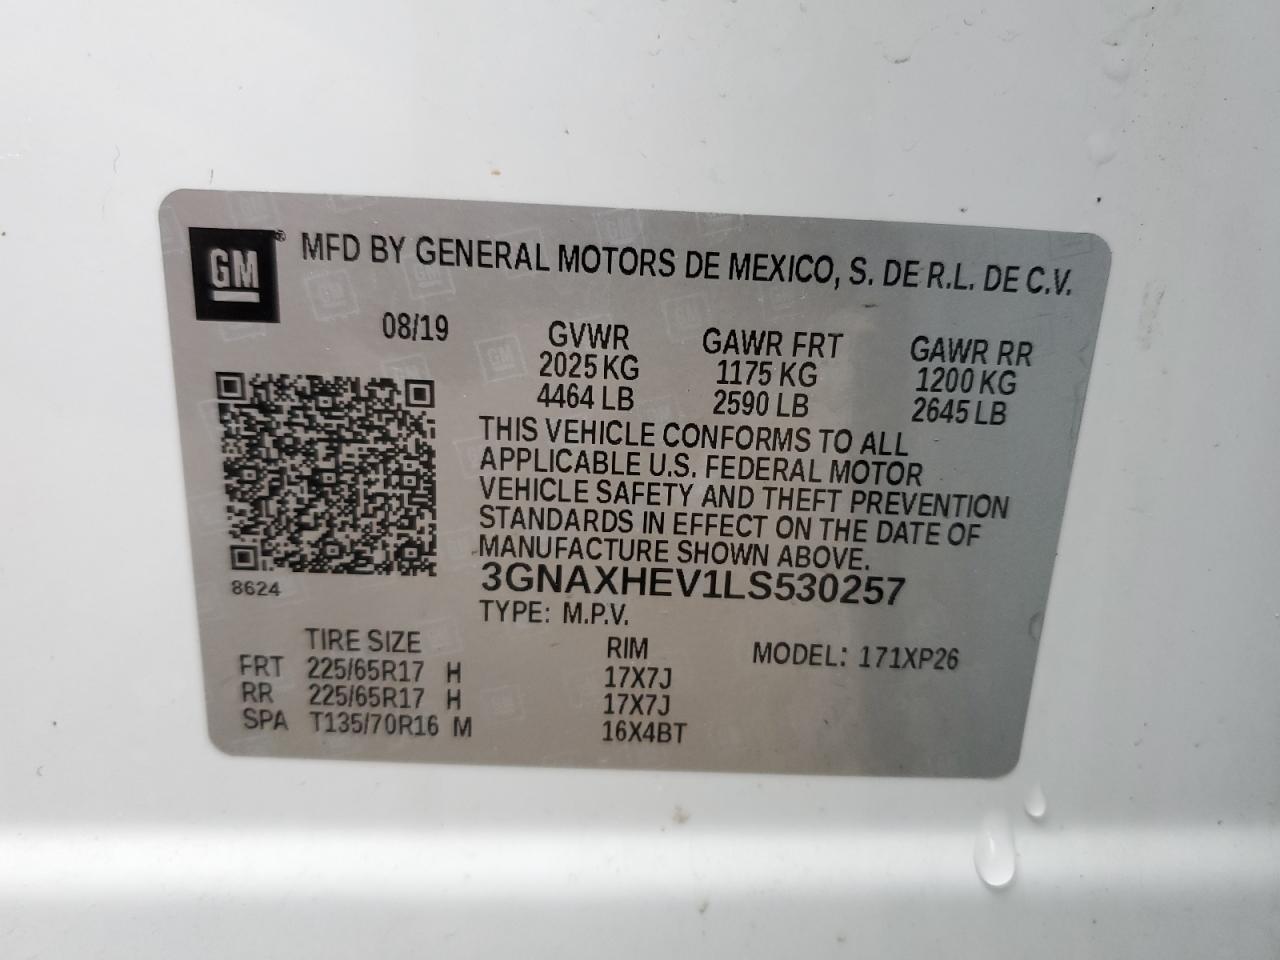 GM® MFD BY GENERAL MOTORS DE MEXICO, S. DE R.L. DE C.V.
08/19 GVWR GAWR FRT GAWR RR
2025 KG 1175 KG 1200 KG
4464 LB 2590 LB 2645 LB
THIS VEHICLE CONFORMS TO ALL
APPLICABLE U.S. FEDERAL MOTOR
VEHICLE SAFETY AND THEFT PREVENTION
STANDARDS IN EFFECT ON THE DATE OF
MANUFACTURE SHOWN ABOVE.
8624 3GNAXHEV1LS530257
TYPE: M.P.V.
TIRE SIZE RIM MODEL: 171XP26
FRT 225/65R17 H 17X7J
RR 225/65R17 H 17X7J
SPA T135/70R16 M 16X4BT